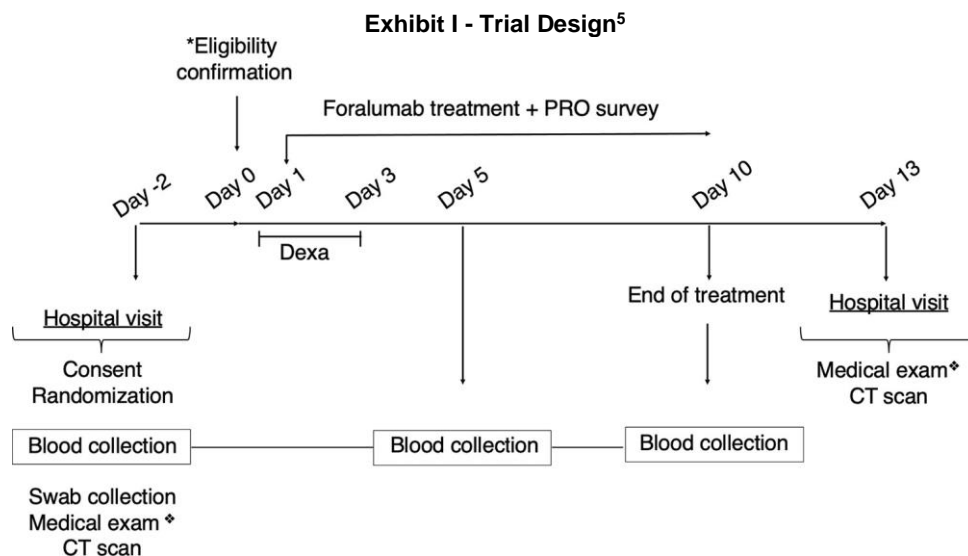 Exhibit I - Trial Design5
*Eligibility
confirmation
Foralumab treatment + PRO survey
Day -2
Day 0
Day 1
Day 3
Day 5
Day 10
Day 13
Dexa
End of treatment
Hospital visit
Hospital visit
Consent
Randomization
Medical exam❖
CT scan
Blood collection
Blood collection
Blood collection
Swab collection
Medical exam ❖
CT scan